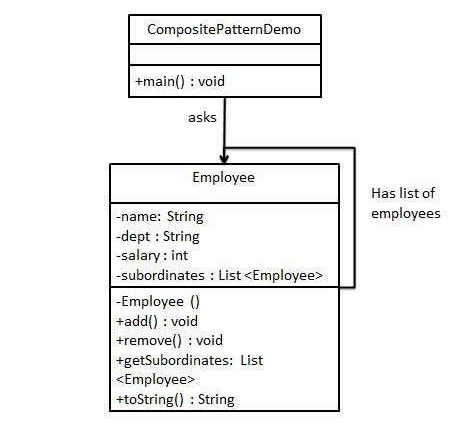 CompositePatternDemo
+main() : void
asks
Employee
Has list of
employees
-name: String
-dept : String
-salary : int
-subordinates : List <Employee>
-Employee ()
+add() : void
+remove() : void
+getSubordinates: List
<Employee>
+toString() : String